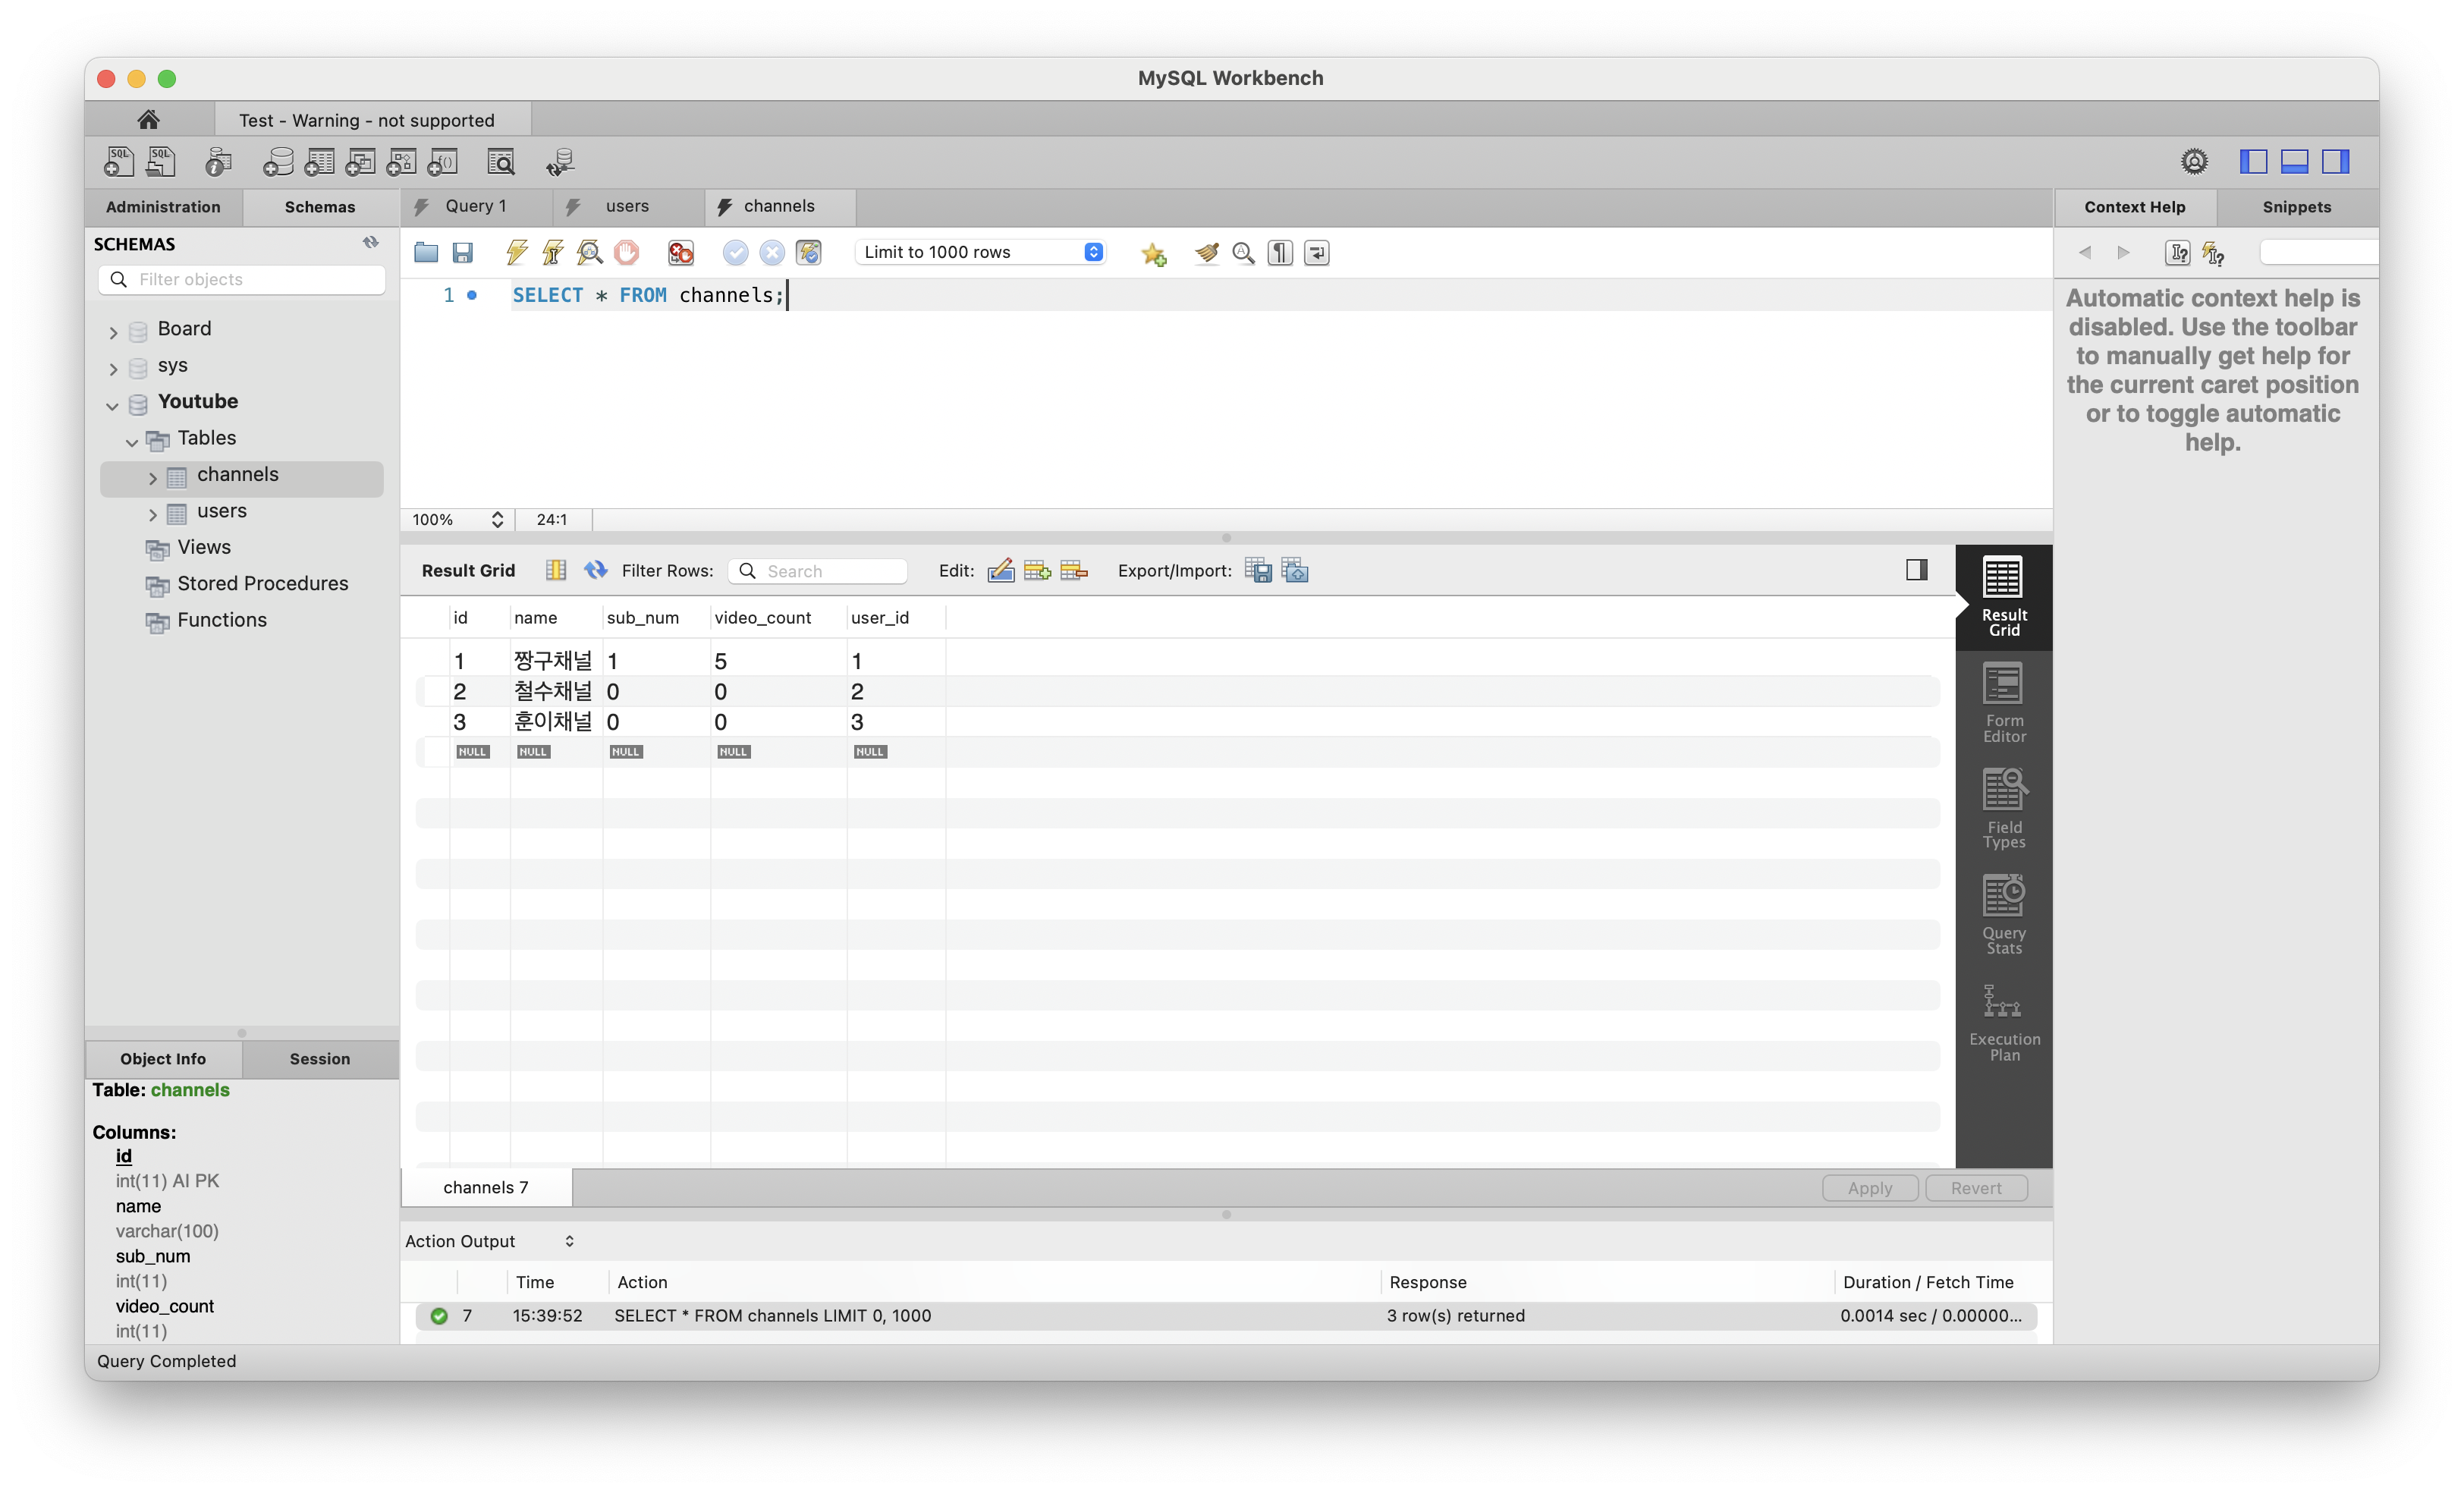 MySQL Workbench
Test - Warning - not supported
Administration
Schemas
SCHEMAS
Filter objects
Board
sys
Youtube
Tables
channels
users
Views
Stored Procedures
Functions
Object Info
Session
Table: channels
Columns:
id
int(11) AI PK
name
varchar(100)
sub_num
int(11)
video_count
int(11)
Query 1
users
channels
Limit to 1000 rows
1 SELECT * FROM channels;
100% 24:1
Result Grid Filter Rows: Search Edit: Export/Import:
id name sub_num video_count user_id
1 짱구채널 1 5 1
2 철수채널 0 0 2
3 훈이채널 0 0 3
NULL NULL NULL NULL NULL
Result
Grid
Form
Editor
Field
Types
Query
Stats
Execution
Plan
channels 7
Apply Revert
Action Output
Time Action Response Duration / Fetch Time
7 15:39:52 SELECT * FROM channels LIMIT 0, 1000 3 row(s) returned 0.0014 sec / 0.00000...
Context Help
Snippets
Automatic context help is
disabled. Use the toolbar
to manually get help for
the current caret position
or to toggle automatic
help.
Query Completed